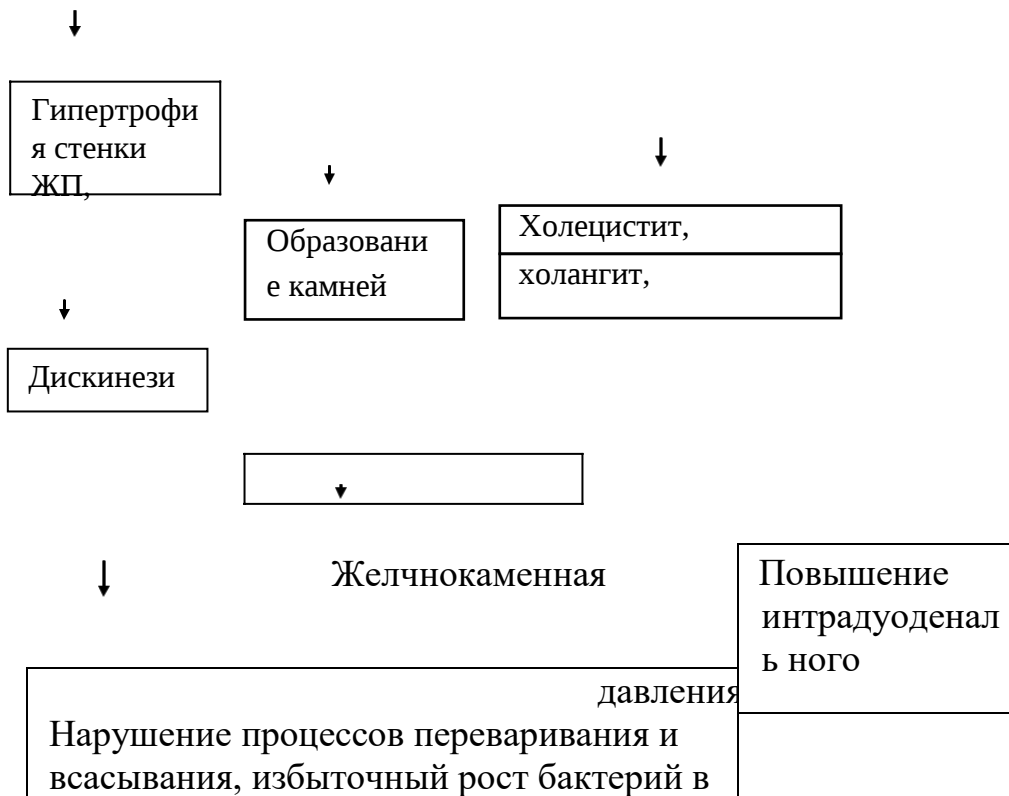 Гипертрофи
я стенки
ЖП,
Образовани
е камней
Холецистит,
холангит,
Дискинези
Желчнокаменная
Повышение
интрадуоденал
ь ного
давления
Нарушение процессов переваривания и
всасывания, избыточный рост бактерий в